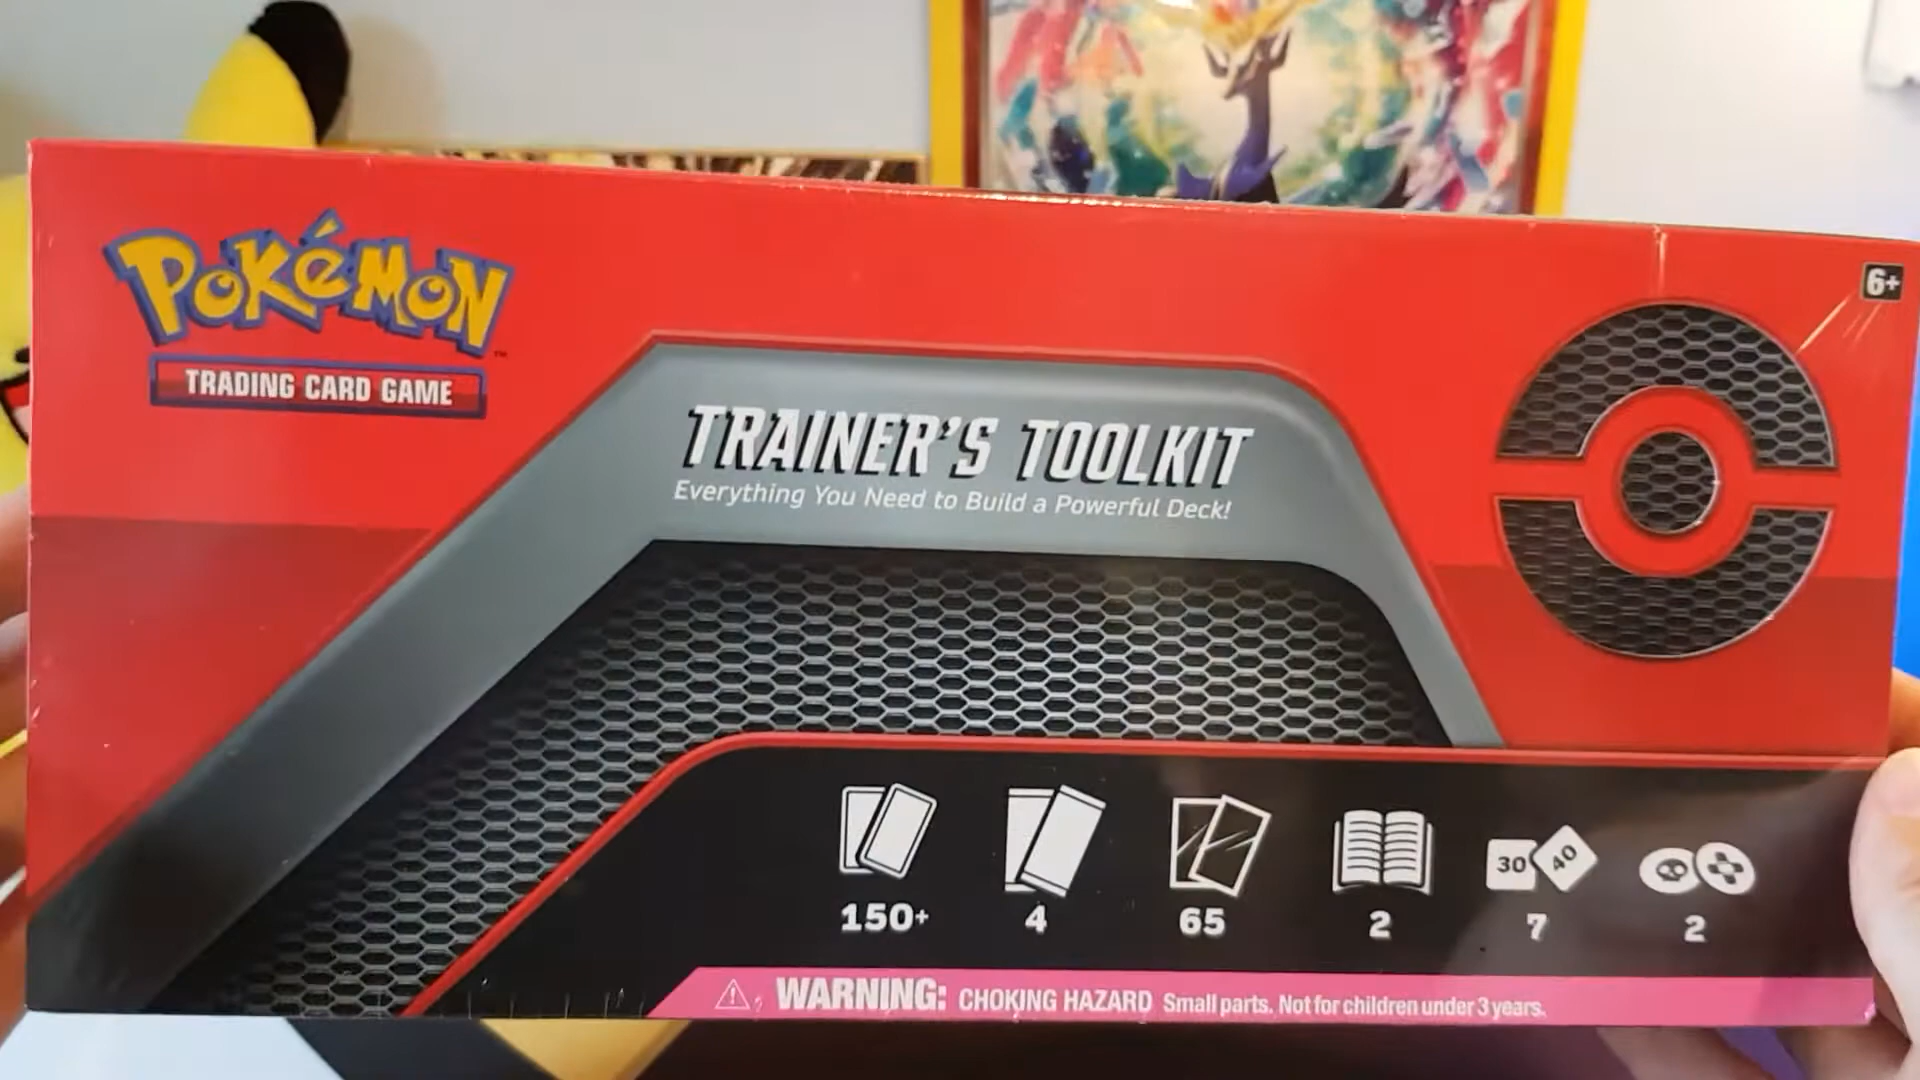 POKéMON
TRADING CARD GAME
6+
TRAINER'S TOOLKIT
Everything You Need to Build a Powerful Deck!
30 40
150+ 4 65 2 7 2
WARNING: CHOKING HAZARD Small parts. Not for children under 3 years.